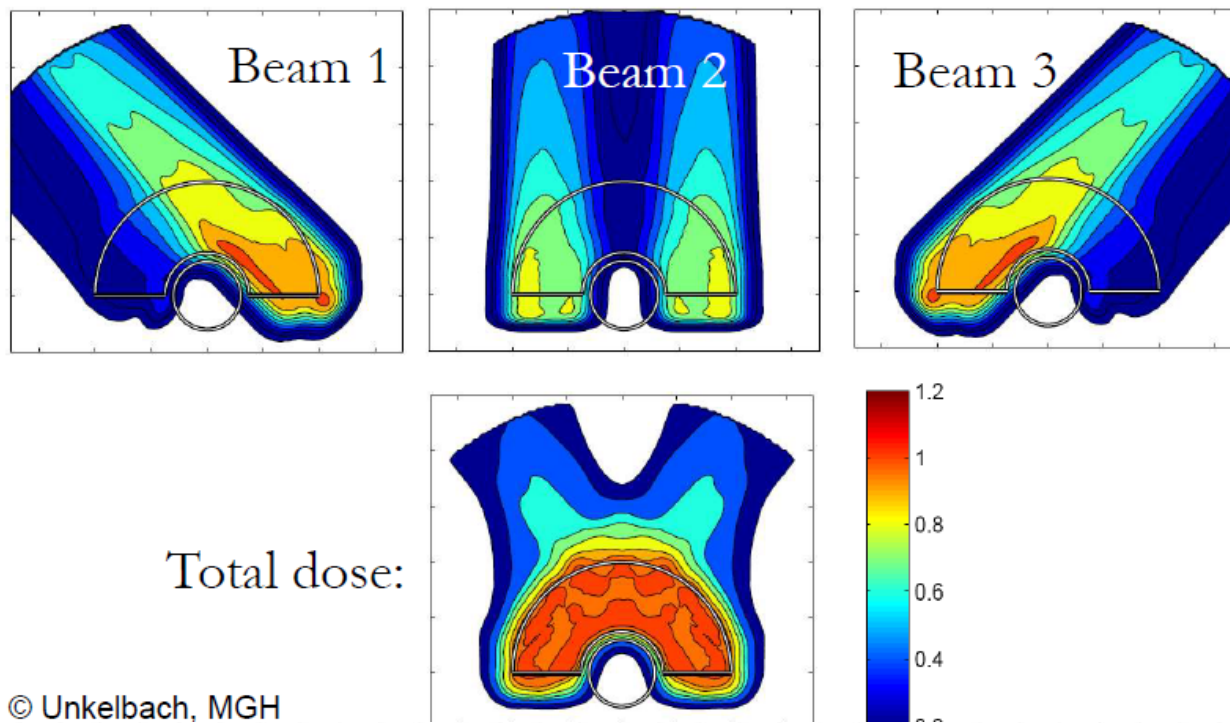 Beam 1
Beam 2
Beam 3
Total dose:
1.2
1
0.8
0.6
0.4
© Unkelbach, MGH